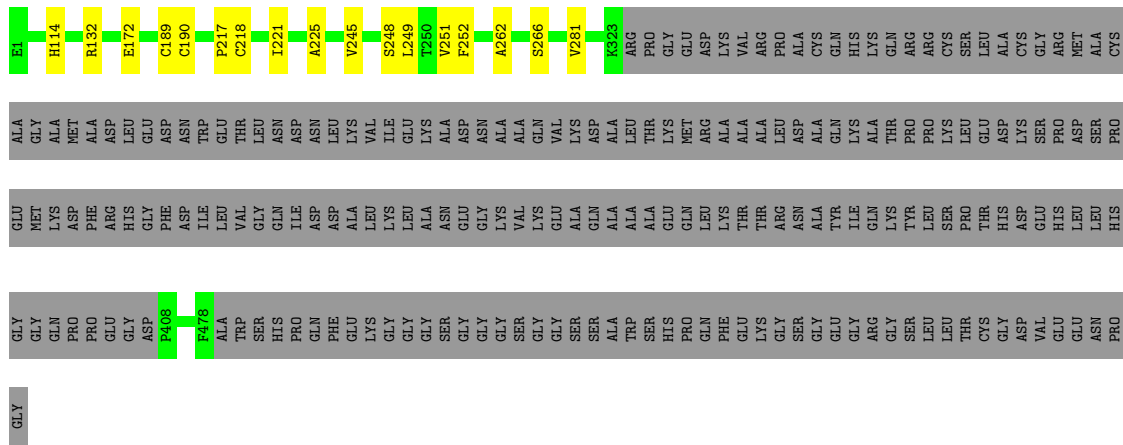 E1 H114 R132 E172 C189 C190 P217 C218 I221 A225 V245 S248 L249 T250 V251 F252 A262 S266 V281 K323 ARG PRO GLY GLU ASP LYS VAL ARG PRO ALA CYS GLN HIS LYS GLN ARG ARG CYS SER LEU ALA CYS GLY ARG MET ALA CYS
ALA GLY ALA MET ALA ASP LEU GLU ASP ASN TRP GLU THR LEU ASN ASP ASN LEU LYS VAL ILE GLU LYS ALA ASP ASN ALA ALA GLN VAL LYS ASP ALA LEU THR LYS MET ARG ALA ALA ALA LEU ASP ALA GLN LYS ALA THR PRO PRO LYS LEU GLU ASP LYS SER PRO ASP SER PRO
GLU MET LYS ASP PHE ARG HIS GLY PHE ASP ILE LEU VAL GLY GLN ILE ASP ASP ALA LEU LYS LEU ALA ASN GLU GLY LYS VAL LYS GLU ALA GLN ALA ALA ALA GLU GLN LEU LYS THR THR ARG ASN ALA TYR ILE GLN LYS TYR LEU SER PRO THR HIS ASP GLU HIS LEU LEU HIS
GLY GLY GLN PRO PRO GLU GLY ASP P408 F478 ALA TRP SER HIS PRO GLN PHE GLU LYS GLY GLY GLY SER GLY GLY GLY SER GLY GLY SER SER ALA TRP SER HIS PRO GLN PHE GLU LYS GLY SER GLY GLU GLY ARG GLY SER LEU LEU THR CYS GLY ASP VAL GLU GLU ASN PRO
GLY